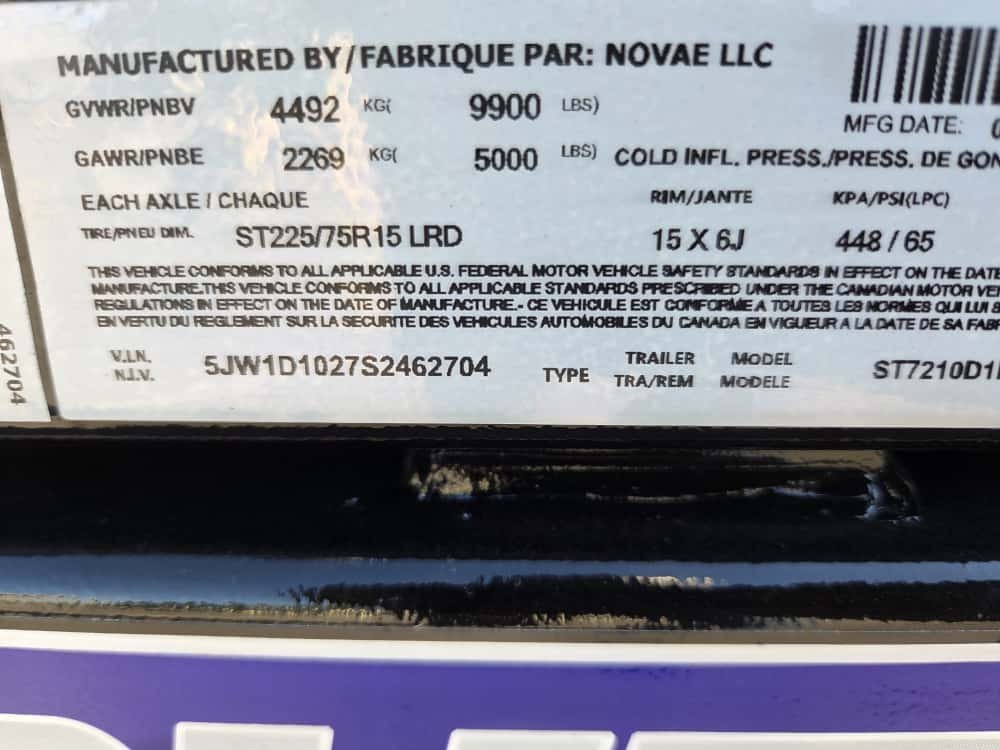 MANUFACTURED BY/FABRIQUE PAR: NOVAE LLC
GVWR/PNBV 4492 KG( 9900 LBS)
MFG DATE:
GAWR/PNBE 2269 KG( 5000 LBS) COLD INFL. PRESS./PRESS. DE GON
EACH AXLE / CHAQUE RIM/JANTE KPA/PSI(LPC)
TIRE/PNEU DIM. ST225/75R15 LRD 15 X 6J 448 / 65
THIS VEHICLE CONFORMS TO ALL APPLICABLE U.S. FEDERAL MOTOR VEHICLE SAFETY STANDARDS IN EFFECT ON THE DATE
MANUFACTURE.THIS VEHICLE CONFORMS TO ALL APPLICABLE STANDARDS PRESCRIBED UNDER THE CANADIAN MOTOR VE
REGULATIONS IN EFFECT ON THE DATE OF MANUFACTURE.- CE VEHICULE EST CONFORME A TOUTES LES NORMES QUI LUI S
EN VERTU DU REGLEMENT SUR LA SECURITE DES VEHICULES AUTOMOBILES DU CANADA EN VIGUEUR A LA DATE DE SA FABR
V.I.N. 5JW1D1027S2462704 TYPE TRAILER MODEL ST7210D1
N.I.V. TRA/REM MODELE
462704